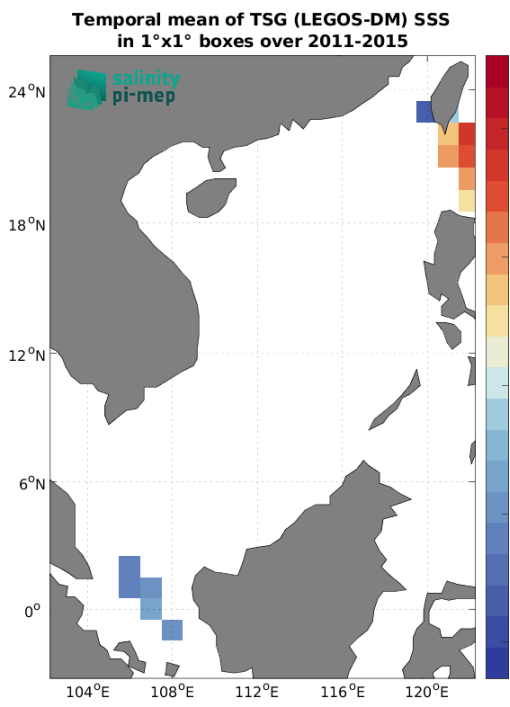 Temporal mean of TSG (LEGOS-DM) SSS
in 1°x1° boxes over 2011-2015
salinity
pi-mep
24°N
18°N
12°N
6°N
0°
104°E
108°E
112°E
116°E
120°E